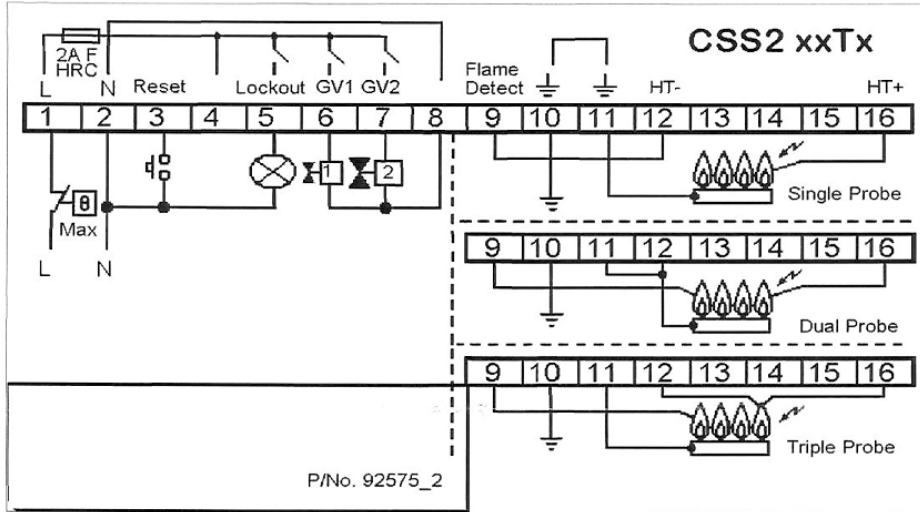 CSS2 xxTx
2A F
HRC
L N Reset Lockout GV1 GV2 Flame
Detect HT- HT+
1 2 3 4 5 6 7 8 9 10 11 12 13 14 15 16
θ
Max
1
2
L N
Single Probe
9 10 11 12 13 14 15 16
Dual Probe
9 10 11 12 13 14 15 16
Triple Probe
P/No. 92575_2